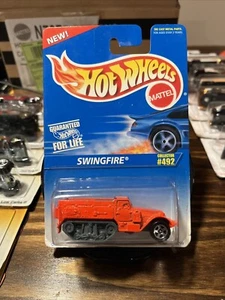 NEW!
Hot Wheels
MATTEL
GUARANTEED
FOR LIFE
SWINGFIRE®
COLLECTOR
#492